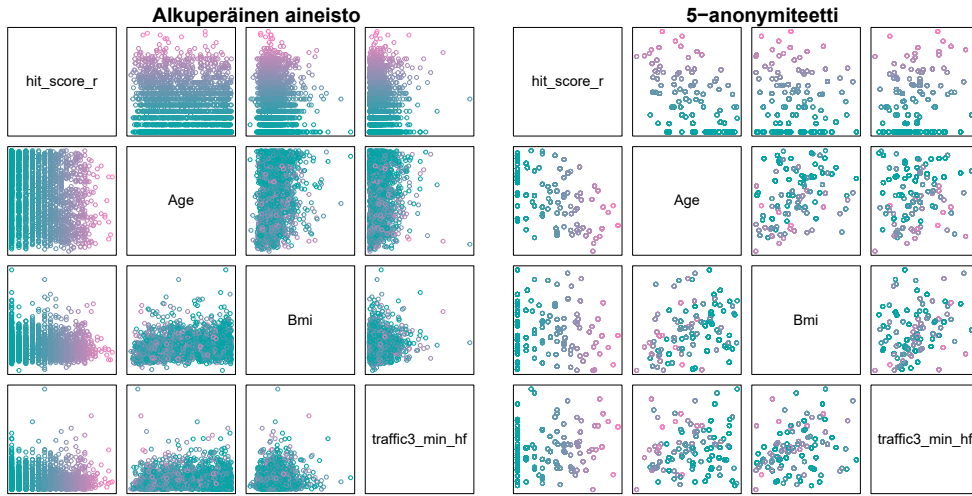 Alkuperäinen aineisto
hit_score_r
Age
Bmi
traffic3_min_hf
5−anonymiteetti
hit_score_r
Age
Bmi
traffic3_min_hf